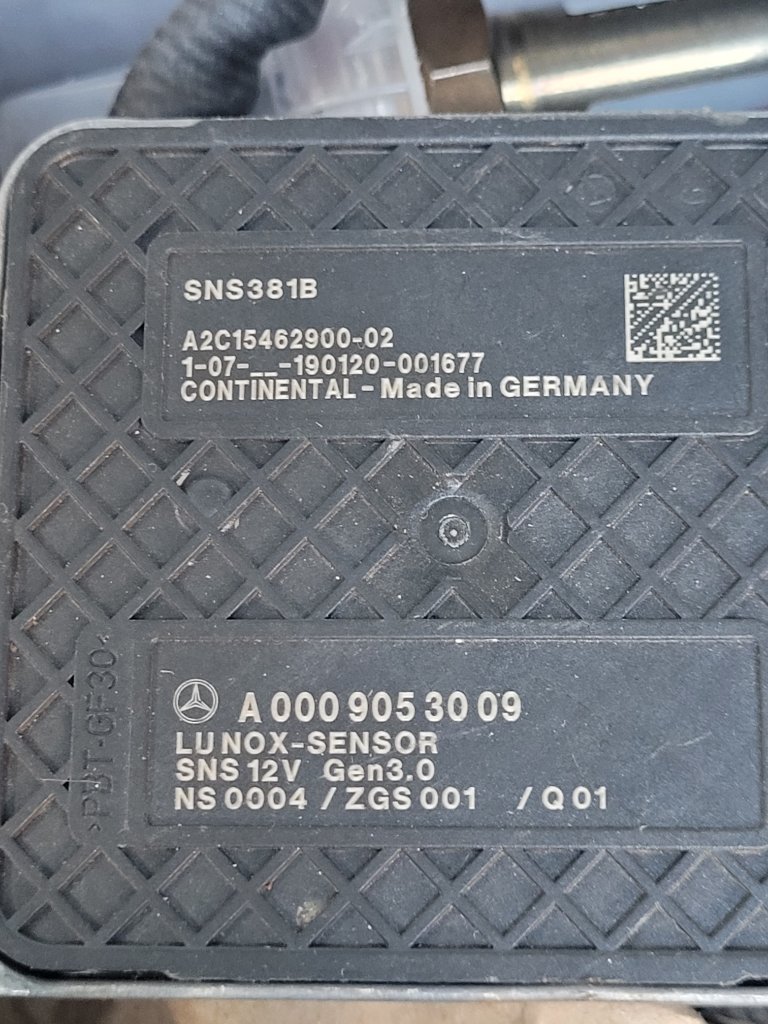 SNS381B
A2C15462900-02
1-07-__-190120-001677
CONTINENTAL - Made in GERMANY
>PBT-GF30<
A 000 905 30 09
LU NOX-SENSOR
SNS 12V Gen3.0
NS 0004 / ZGS 001 / Q 01